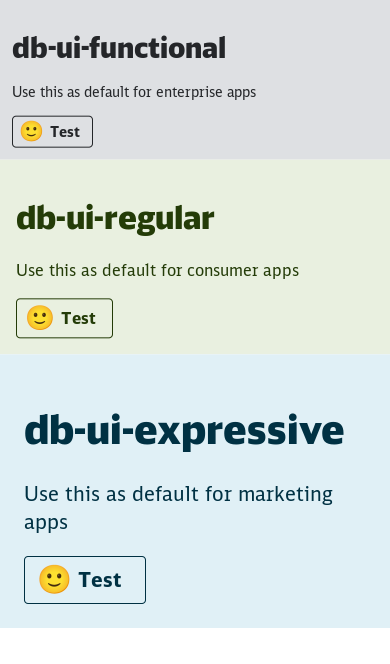 db-ui-functional
Use this as default for enterprise apps
🙂 Test
db-ui-regular
Use this as default for consumer apps
🙂 Test
db-ui-expressive
Use this as default for marketing
apps
🙂 Test